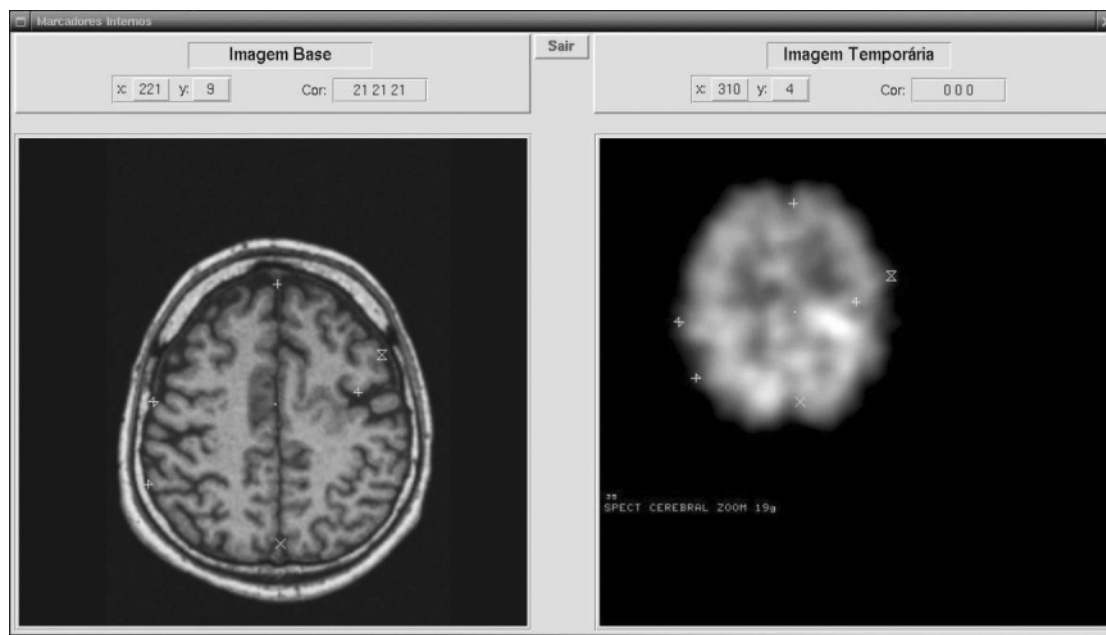 Marcadores Internos
Imagem Base
x: 221 y: 9 Cor: 21 21 21
Sair
Imagem Temporária
x: 310 y: 4 Cor: 0 0 0
SPECT CEREBRAL ZOOM 19g